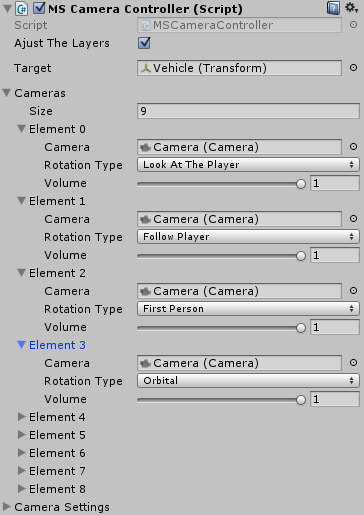 MS Camera Controller (Script)
Script MSCameraController
Ajust The Layers
Target Vehicle (Transform)
Cameras
Size 9
Element 0
Camera Camera (Camera)
Rotation Type Look At The Player
Volume 1
Element 1
Camera Camera (Camera)
Rotation Type Follow Player
Volume 1
Element 2
Camera Camera (Camera)
Rotation Type First Person
Volume 1
Element 3
Camera Camera (Camera)
Rotation Type Orbital
Volume 1
Element 4
Element 5
Element 6
Element 7
Element 8
Camera Settings